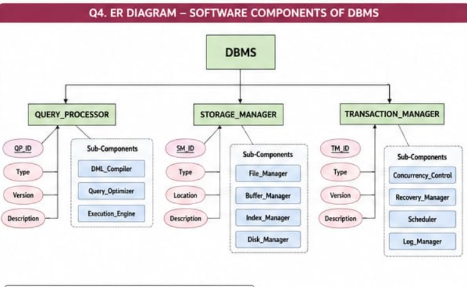 Q4. ER DIAGRAM – SOFTWARE COMPONENTS OF DBMS
DBMS
QUERY_PROCESSOR
QP_ID
Type
Version
Description
Sub-Components
DML_Compiler
Query_Optimizer
Execution_Engine
STORAGE_MANAGER
SM_ID
Type
Location
Description
Sub-Components
File_Manager
Buffer_Manager
Index_Manager
Disk_Manager
TRANSACTION_MANAGER
TM_ID
Type
Version
Description
Sub-Components
Concurrency_Control
Recovery_Manager
Scheduler
Log_Manager